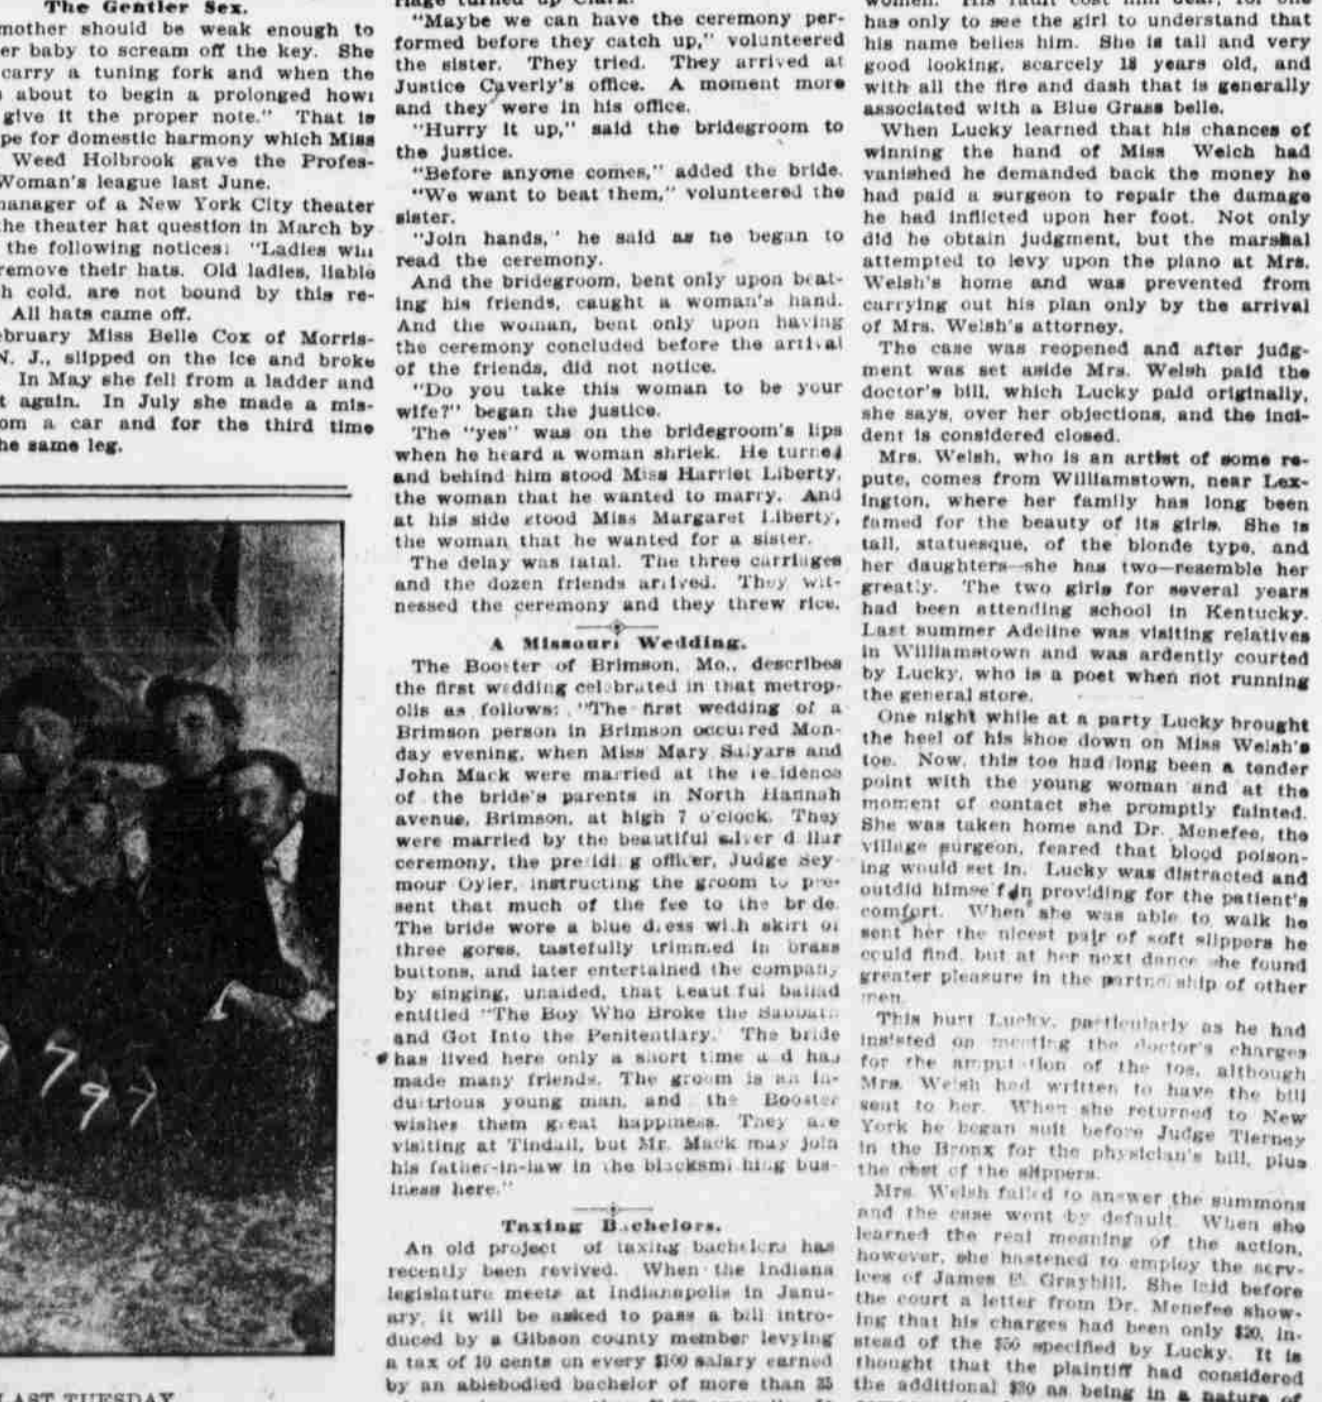 The Gentler Sex.
mother should be weak enough to
er baby to scream off the key. She
carry a tuning fork and when the
about to begin a prolonged howl
give it the proper note." That is
pe for domestic harmony which Miss
Weed Holbrook gave the Profes-
Woman's league last June.
manager of a New York City theater
the theater hat question in March by
the following notices: "Ladies will
remove their hats. Old ladies, liable
h cold, are not bound by this re-
All hats came off.
ebruary Miss Belle Cox of Morris-
N. J., slipped on the ice and broke
In May she fell from a ladder and
t again. In July she made a mis-
om a car and for the third time
he same leg.
797
LAST TUESDAY
"Maybe we can have the ceremony per-
formed before they catch up," volunteered
the sister. They tried. They arrived at
Justice Caverly's office. A moment more
and they were in his office.
"Hurry it up," said the bridegroom to
the justice.
"Before anyone comes," added the bride.
"We want to beat them," volunteered the
sister.
"Join hands," he said as he began to
read the ceremony.
And the bridegroom, bent only upon beat-
ing his friends, caught a woman's hand.
And the woman, bent only upon having
the ceremony concluded before the arrival
of the friends, did not notice.
"Do you take this woman to be your
wife?" began the justice.
The "yes" was on the bridegroom's lips
when he heard a woman shriek. He turned
and behind him stood Miss Harriet Liberty,
the woman that he wanted to marry. And
at his side stood Miss Margaret Liberty,
the woman that he wanted for a sister.
The delay was fatal. The three carriages
and the dozen friends arrived. They wit-
nessed the ceremony and they threw rice.
A Missouri Wedding.
The Booster of Brimson, Mo., describes
the first wedding celebrated in that metrop-
olis as follows: "The first wedding of a
Brimson person in Brimson occurred Mon-
day evening, when Miss Mary Salyars and
John Mack were married at the residence
of the bride's parents in North Hannah
avenue, Brimson, at high 7 o'clock. They
were married by the beautiful silver dollar
ceremony, the presiding officer, Judge Sey-
mour Oyler, instructing the groom to pre-
sent that much of the fee to the bride.
The bride wore a blue dress with skirt of
three gores, tastefully trimmed in brass
buttons, and later entertained the company
by singing, unaided, that beautiful ballad
entitled "The Boy Who Broke the Sabbath
and Got Into the Penitentiary.' The bride
has lived here only a short time and has
made many friends. The groom is an in-
dustrious young man, and the Booster
wishes them great happiness. They are
visiting at Tindall, but Mr. Mack may join
his father-in-law in the blacksmithing bus-
iness here."
Taxing Bachelors.
An old project of taxing bachelors has
recently been revived. When the Indiana
legislature meets at Indianapolis in Janu-
ary, it will be asked to pass a bill intro-
duced by a Gibson county member levying
a tax of 10 cents on every $100 salary earned
by an ablebodied bachelor of more than 35
women. His fault cost him dear, for one
has only to see the girl to understand that
his name belies him. She is tall and very
good looking, scarcely 18 years old, and
with all the fire and dash that is generally
associated with a Blue Grass belle.
When Lucky learned that his chances of
winning the hand of Miss Welch had
vanished he demanded back the money he
had paid a surgeon to repair the damage
he had inflicted upon her foot. Not only
did he obtain judgment, but the marshal
attempted to levy upon the piano at Mrs.
Welsh's home and was prevented from
carrying out his plan only by the arrival
of Mrs. Welsh's attorney.
The case was reopened and after judg-
ment was set aside Mrs. Welsh paid the
doctor's bill, which Lucky paid originally,
she says, over her objections, and the inci-
dent is considered closed.
Mrs. Welsh, who is an artist of some re-
pute, comes from Williamstown, near Lex-
ington, where her family has long been
famed for the beauty of its girls. She is
tall, statuesque, of the blonde type, and
her daughters—she has two—resemble her
greatly. The two girls for several years
had been attending school in Kentucky.
Last summer Adeline was visiting relatives
in Williamstown and was ardently courted
by Lucky, who is a poet when not running
the general store.
One night while at a party Lucky brought
the heel of his shoe down on Miss Welsh's
toe. Now, this toe had long been a tender
point with the young woman and at the
moment of contact she promptly fainted.
She was taken home and Dr. Menefee, the
village surgeon, feared that blood poison-
ing would set in. Lucky was distracted and
outdid himself in providing for the patient's
comfort. When she was able to walk he
sent her the nicest pair of soft slippers he
could find, but at her next dance she found
greater pleasure in the partnership of other
men.
This hurt Lucky, particularly as he had
insisted on meeting the doctor's charges
for the amputation of the toe, although
Mrs. Welsh had written to have the bill
sent to her. When she returned to New
York he began suit before Judge Tierney
in the Bronx for the physician's bill, plus
the cost of the slippers.
Mrs. Welsh failed to answer the summons
and the case went by default. When she
learned the real meaning of the action,
however, she hastened to employ the serv-
ices of James E. Graybill. She laid before
the court a letter from Dr. Menefee show-
ing that his charges had been only $20, in-
stead of the $50 specified by Lucky. It is
thought that the plaintiff had considered
the additional $30 as being in a nature of